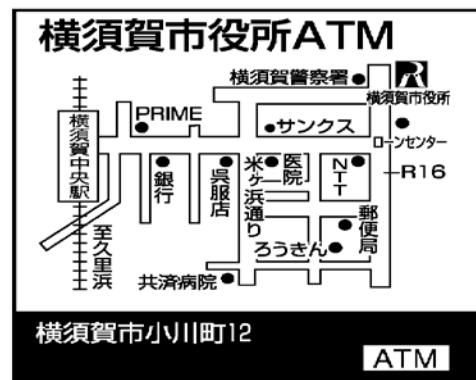 横須賀市役所ATM
横須賀警察署
横須賀市役所
PRIME
サンクス
ローンセンター
横須賀中央駅
銀行
呉服店
米ヶ浜通り
医院
NTT
R16
至久里浜
郵便局
ろうきん
共済病院
横須賀市小川町12
ATM